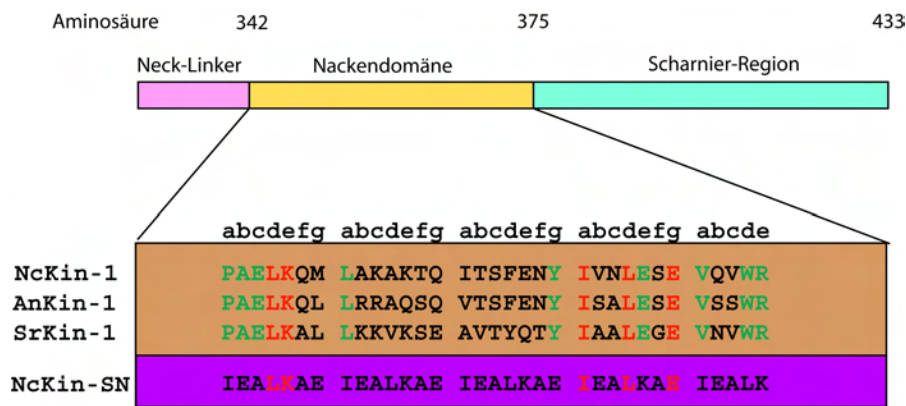 Aminosäure 342 375 433
Neck-Linker Nackendomäne Scharnier-Region
abcdefg abcdefg abcdefg abcdefg abcde
NcKin-1 PAELKQM LAKAKTQ ITSFENY IVNLESE VQVWR
AnKin-1 PAELKQL LRRAQSQ VTSFENY ISALESE VSSWR
SrKin-1 PAELKAL LKKVKSE AVTYQTY IAALEGE VNVWR
NcKin-SN IEALKAE IEALKAE IEALKAE IEALKAE IEALK